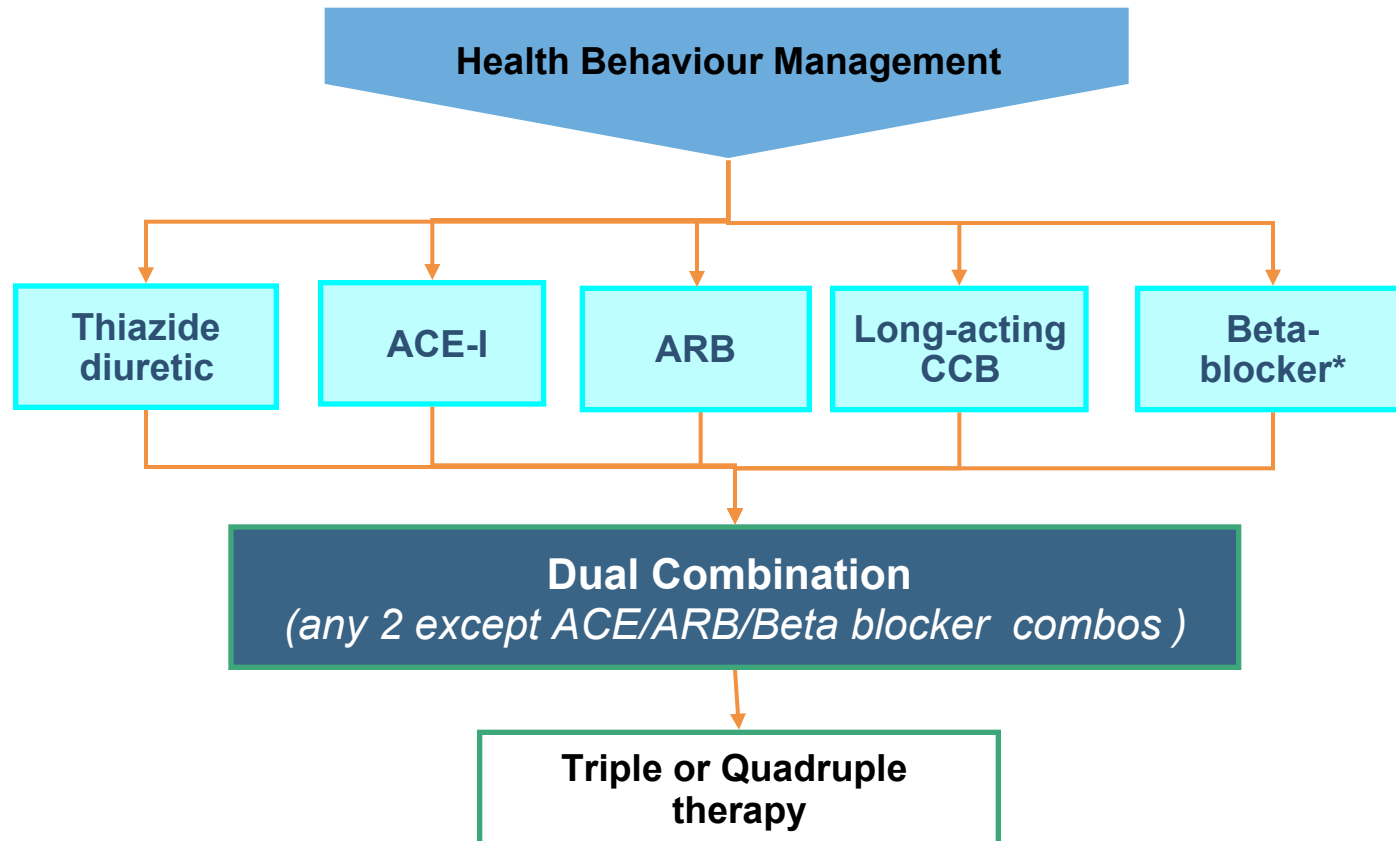 Health Behaviour Management
Thiazide
diuretic
ACE-I
ARB
Long-acting
CCB
Beta-
blocker*
Dual Combination
(any 2 except ACE/ARB/Beta blocker  combos )
Triple or Quadruple
therapy